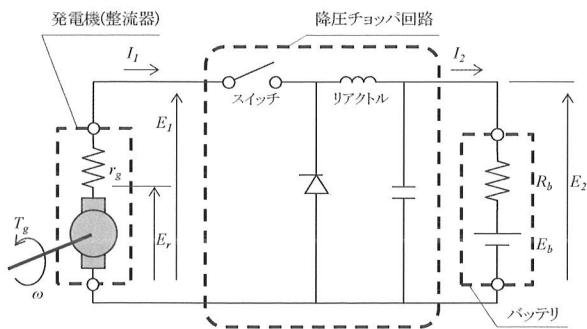 発電機(整流器)
降圧チョッパ回路
I1
I2
スイッチ
リアクトル
E1
rg
Er
Tg
ω
Rb
Eb
E2
バッテリ